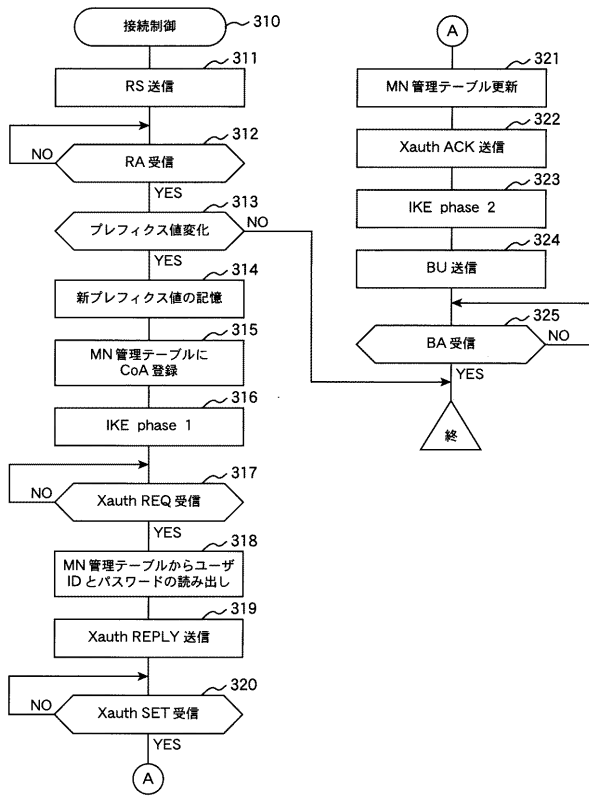 接続制御
310
311
RS 送信
312
NO
RA 受信
YES
313
プレフィクス値変化
NO
YES
314
新プレフィクス値の記憶
315
MN 管理テーブルに
CoA 登録
316
IKE phase 1
317
NO
Xauth REQ 受信
YES
318
MN 管理テーブルからユーザ
ID とパスワードの読み出し
319
Xauth REPLY 送信
320
NO
Xauth SET 受信
YES
A
A
321
MN 管理テーブル更新
322
Xauth ACK 送信
323
IKE phase 2
324
BU 送信
325
BA 受信
NO
YES
終